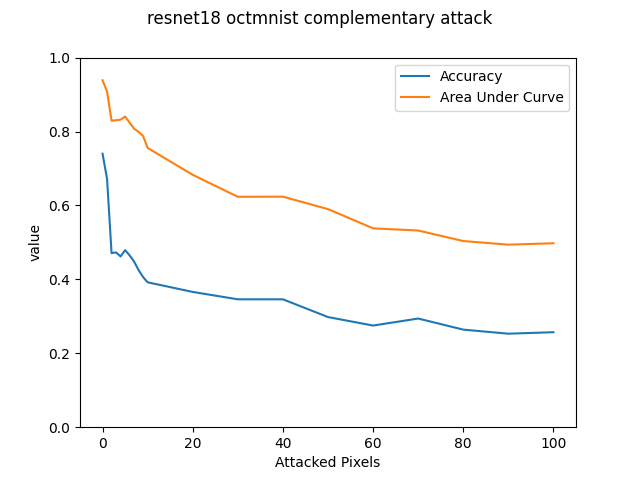 resnet18 octmnist complementary attack
1.0
0.8
0.6
0.4
0.2
0.0
value
Accuracy
Area Under Curve
0 20 40 60 80 100
Attacked Pixels